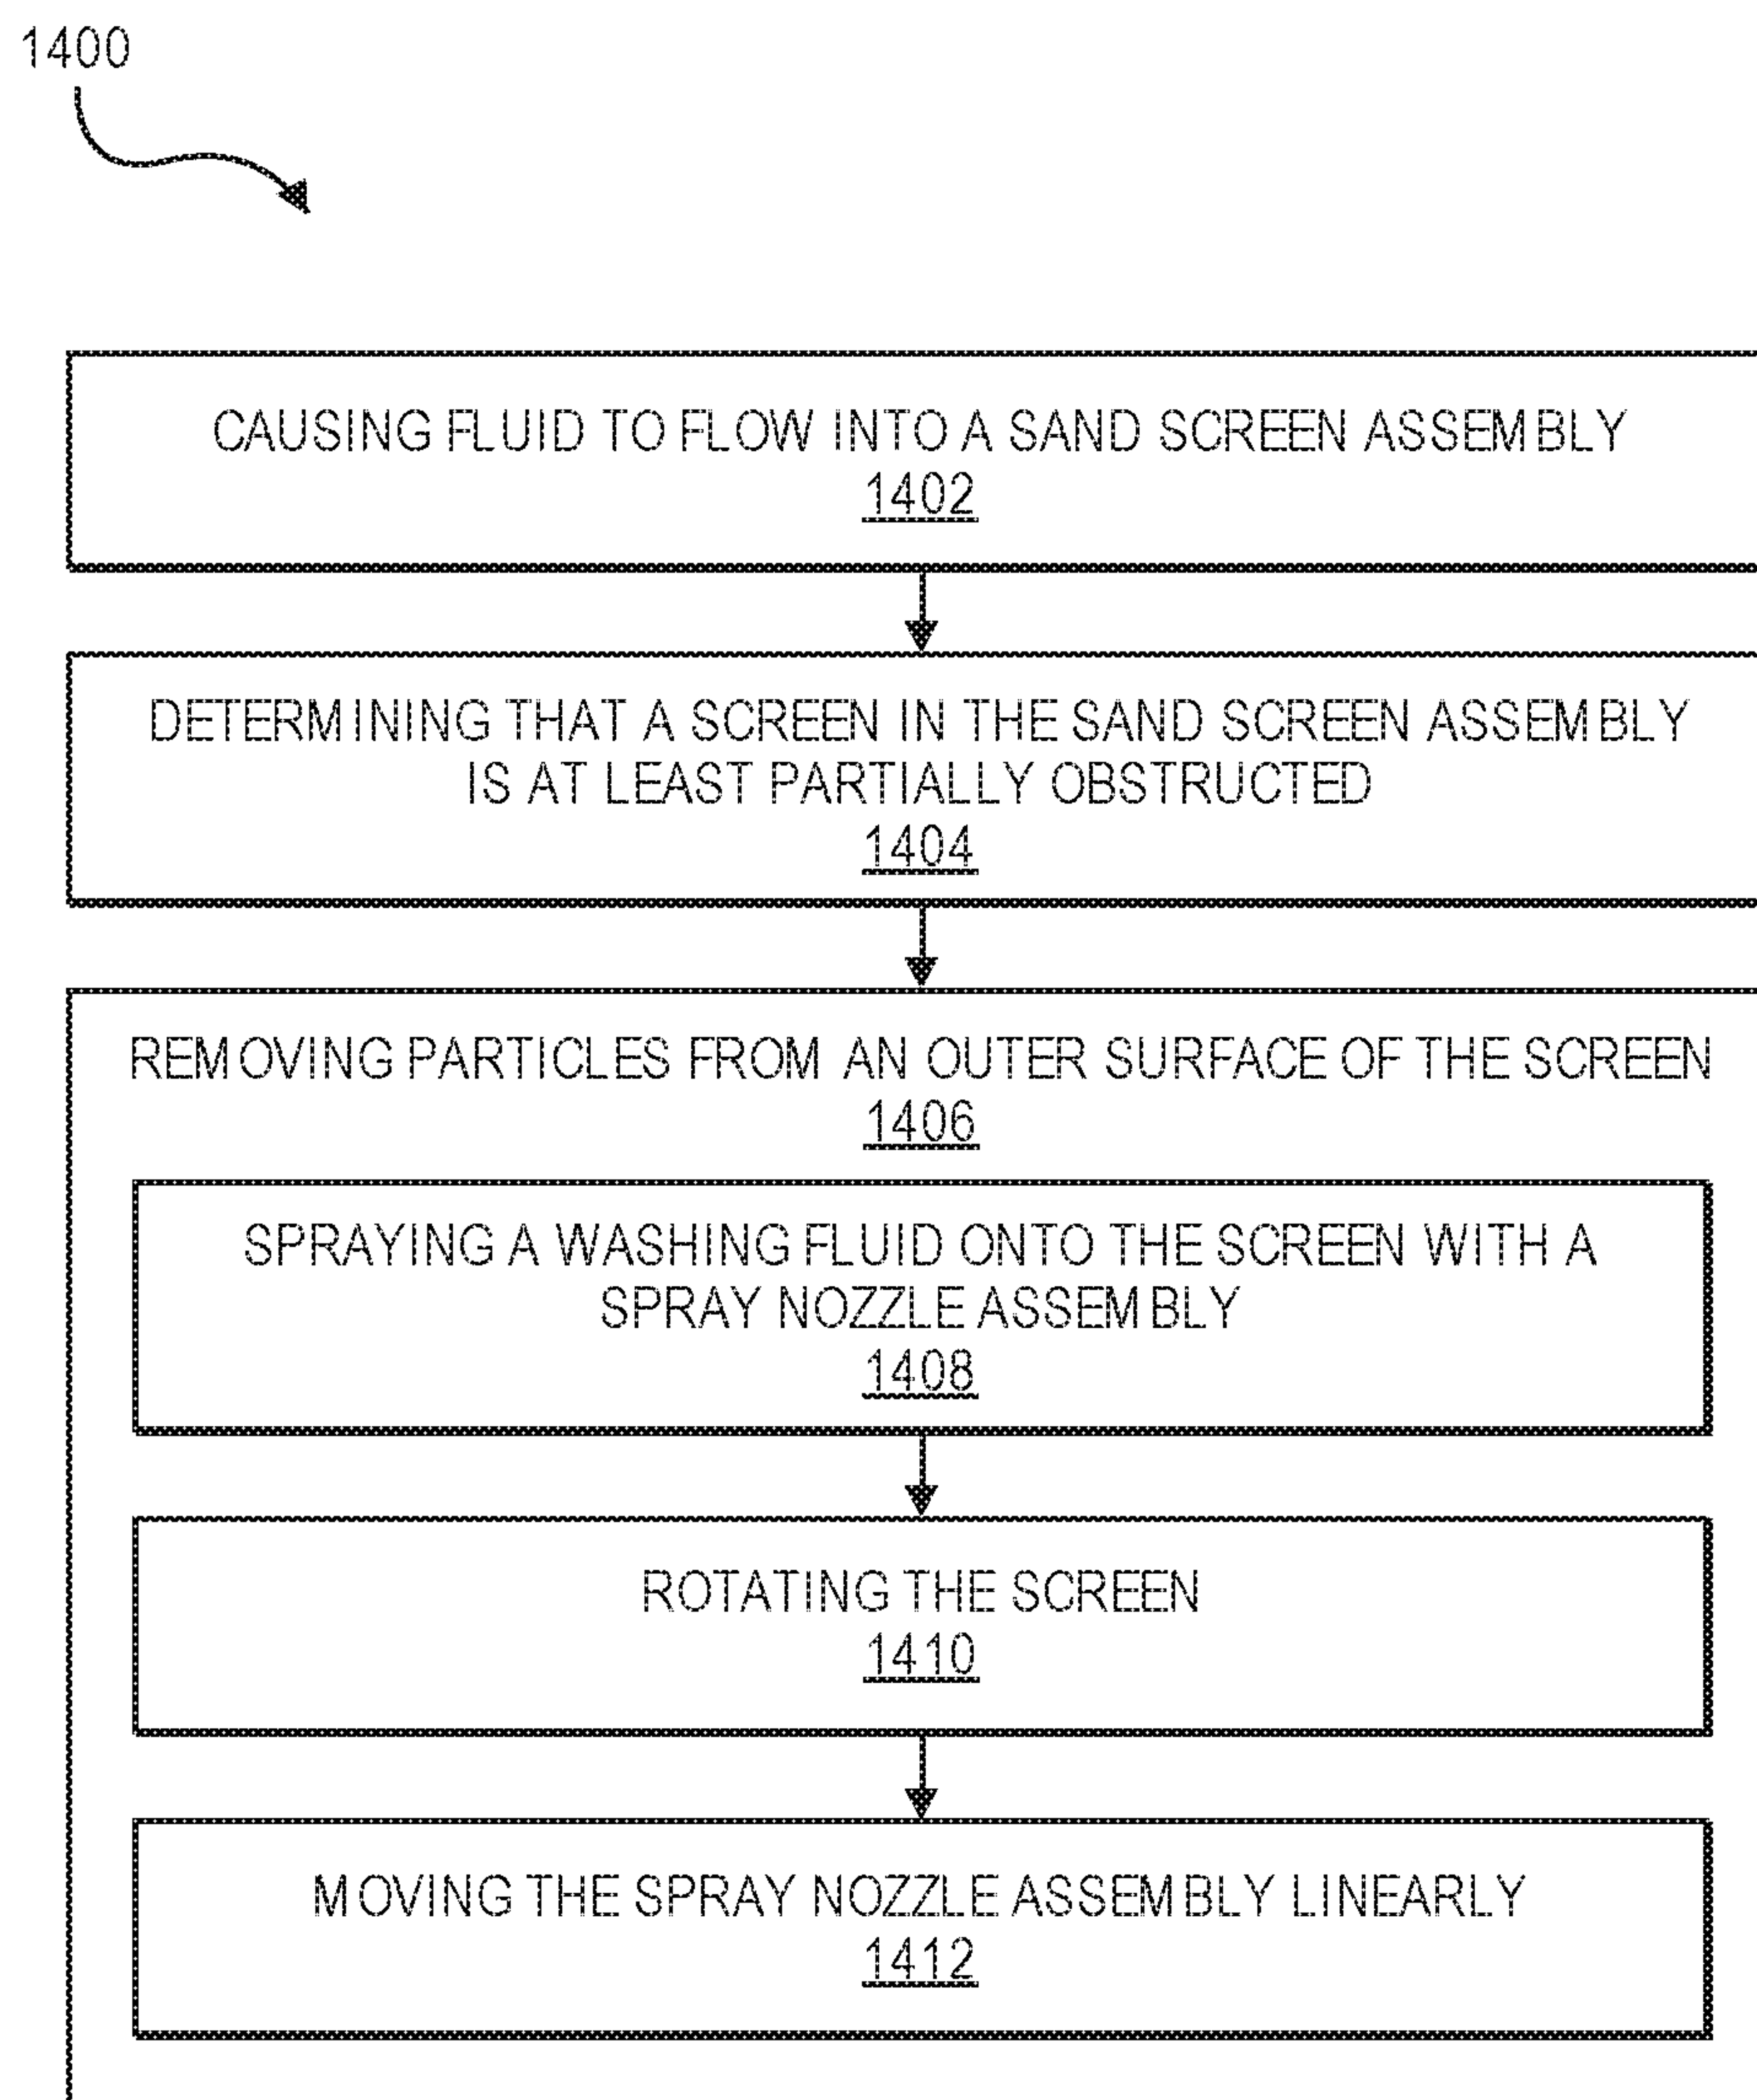 1400
CAUSING FLUID TO FLOW INTO A SAND SCREEN ASSEMBLY
1402
DETERMINING THAT A SCREEN IN THE SAND SCREEN ASSEMBLY
IS AT LEAST PARTIALLY OBSTRUCTED
1404
REMOVING PARTICLES FROM AN OUTER SURFACE OF THE SCREEN
1406
SPRAYING A WASHING FLUID ONTO THE SCREEN WITH A
SPRAY NOZZLE ASSEMBLY
1408
ROTATING THE SCREEN
1410
MOVING THE SPRAY NOZZLE ASSEMBLY LINEARLY
1412